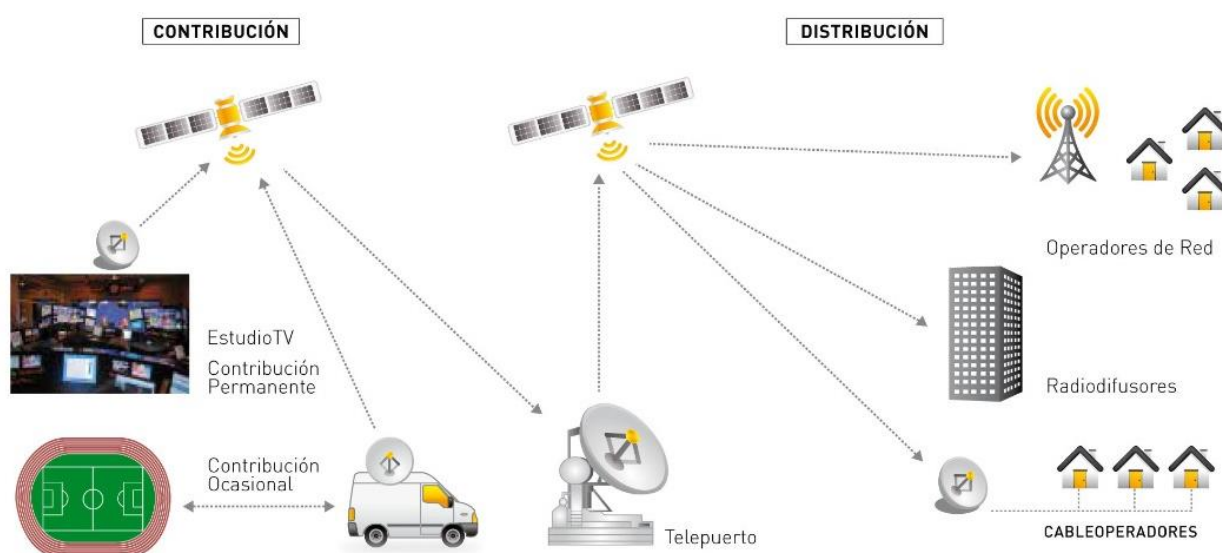 CONTRIBUCIÓN
DISTRIBUCIÓN
EstudioTV
Contribución
Permanente
Contribución
Ocasional
Telepuerto
Operadores de Red
Radiodifusores
CABLEOPERADORES